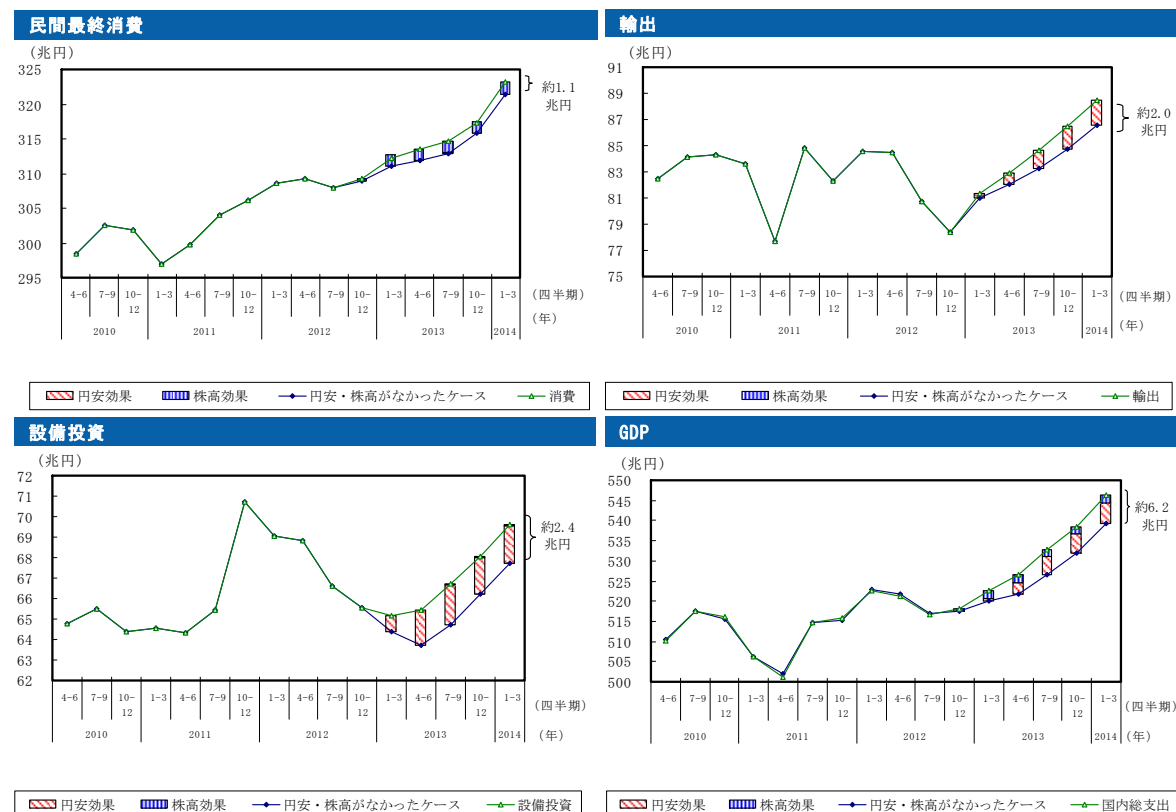 民間最終消費
(兆円)
325
320
315
310
305
300
295
約1.1
兆円
4-6 7-9 10-12 1-3 4-6 7-9 10-12 1-3 4-6 7-9 10-12 1-3 4-6 7-9 10-12 1-3 (四半期)
2010 2011 2012 2013 2014 (年)
円安効果 株高効果 円安・株高がなかったケース 消費
輸出
(兆円)
91
89
87
85
83
81
79
77
75
約2.0
兆円
4-6 7-9 10-12 1-3 4-6 7-9 10-12 1-3 4-6 7-9 10-12 1-3 4-6 7-9 10-12 1-3 (四半期)
2010 2011 2012 2013 2014 (年)
円安効果 株高効果 円安・株高がなかったケース 輸出
設備投資
(兆円)
72
71
70
69
68
67
66
65
64
63
62
約2.4
兆円
4-6 7-9 10-12 1-3 4-6 7-9 10-12 1-3 4-6 7-9 10-12 1-3 4-6 7-9 10-12 1-3 (四半期)
2010 2011 2012 2013 2014 (年)
円安効果 株高効果 円安・株高がなかったケース 設備投資
GDP
(兆円)
550
545
540
535
530
525
520
515
510
505
500
約6.2
兆円
4-6 7-9 10-12 1-3 4-6 7-9 10-12 1-3 4-6 7-9 10-12 1-3 4-6 7-9 10-12 1-3 (四半期)
2010 2011 2012 2013 2014 (年)
円安効果 株高効果 円安・株高がなかったケース 国内総支出